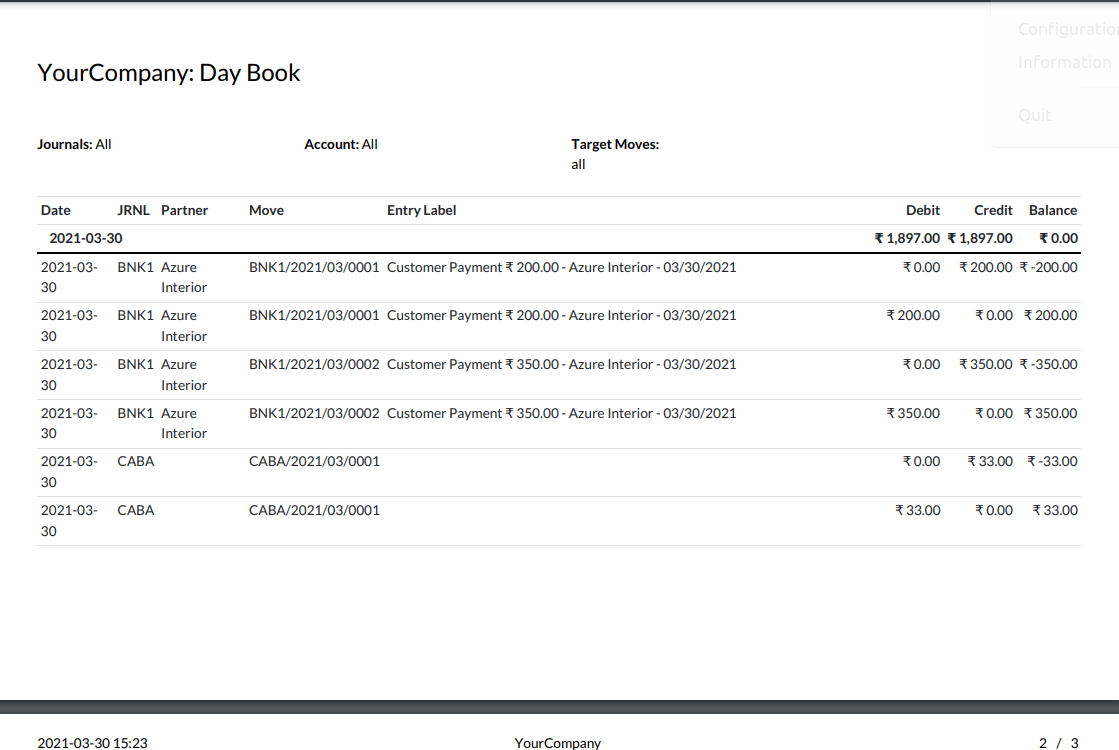 Configuration
Information
Quit
YourCompany: Day Book
Journals: All Account: All Target Moves:
all
Date JRNL Partner Move Entry Label Debit Credit Balance
2021-03-30 ₹ 1,897.00 ₹ 1,897.00 ₹ 0.00
2021-03- BNK1 Azure BNK1/2021/03/0001 Customer Payment ₹ 200.00 - Azure Interior - 03/30/2021 ₹ 0.00 ₹ 200.00 ₹ -200.00
30 Interior
2021-03- BNK1 Azure BNK1/2021/03/0001 Customer Payment ₹ 200.00 - Azure Interior - 03/30/2021 ₹ 200.00 ₹ 0.00 ₹ 200.00
30 Interior
2021-03- BNK1 Azure BNK1/2021/03/0002 Customer Payment ₹ 350.00 - Azure Interior - 03/30/2021 ₹ 0.00 ₹ 350.00 ₹ -350.00
30 Interior
2021-03- BNK1 Azure BNK1/2021/03/0002 Customer Payment ₹ 350.00 - Azure Interior - 03/30/2021 ₹ 350.00 ₹ 0.00 ₹ 350.00
30 Interior
2021-03- CABA CABA/2021/03/0001 ₹ 0.00 ₹ 33.00 ₹ -33.00
30
2021-03- CABA CABA/2021/03/0001 ₹ 33.00 ₹ 0.00 ₹ 33.00
30
2021-03-30 15:23 YourCompany 2 / 3